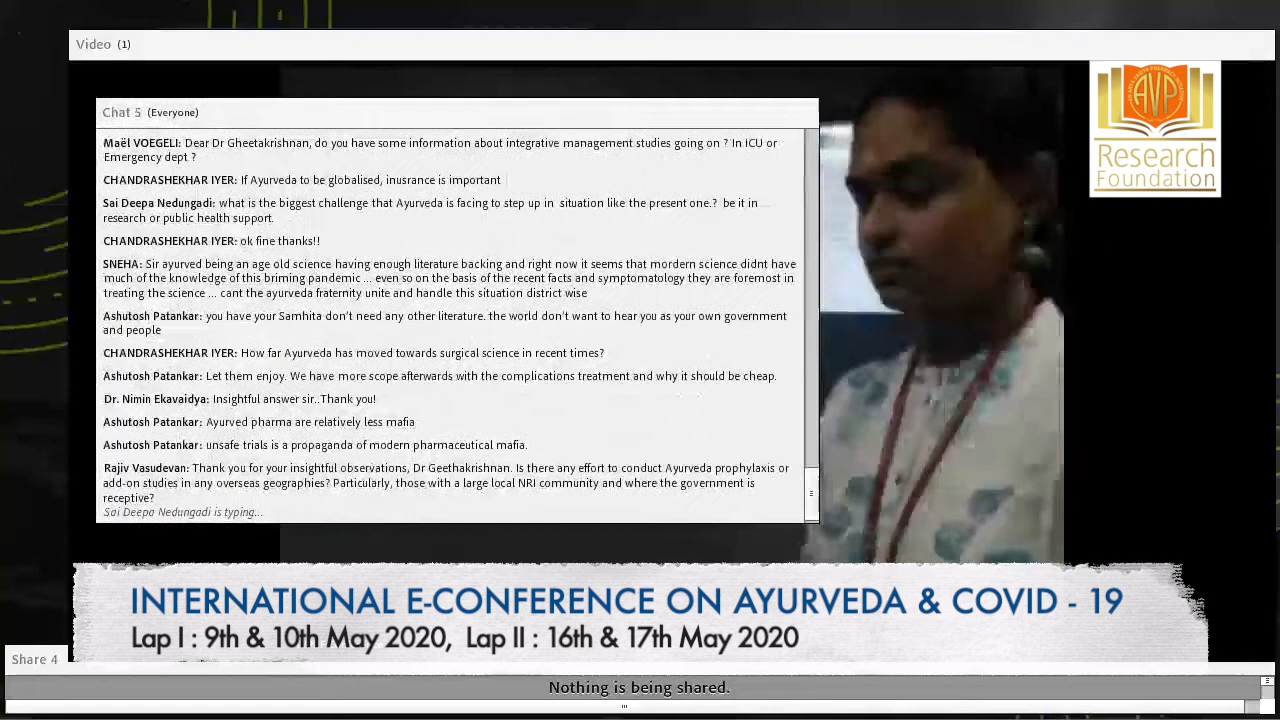 Video (1)
Chat 5 (Everyone)
Maël VOEGELI: Dear Dr Gheetakrishnan, do you have some information about integrative management studies going on ? In ICU or
Emergency dept ?
CHANDRASHEKHAR IYER: If Ayurveda to be globalised, inusrance is important
Sai Deepa Nedungadi: what is the biggest challenge that Ayurveda is facing to step up in situation like the present one.? be it in
research or public health support.
CHANDRASHEKHAR IYER: ok fine thanks!!
SNEHA: Sir ayurved being an age old science having enough literature backing and right now it seems that mordern science didnt have
much of the knowledge of this briming pandemic ... even so on the basis of the recent facts and symptomatology they are foremost in
treating the science ... cant the ayurveda fraternity unite and handle this situation district wise
Ashutosh Patankar: you have your Samhita don't need any other literature. the world don't want to hear you as your own government
and people
CHANDRASHEKHAR IYER: How far Ayurveda has moved towards surgical science in recent times?
Ashutosh Patankar: Let them enjoy. We have more scope afterwards with the complications treatment and why it should be cheap.
Dr. Nimin Ekavaidya: Insightful answer sir..Thank you!
Ashutosh Patankar: Ayurved pharma are relatively less mafia
Ashutosh Patankar: unsafe trials is a propaganda of modern pharmaceutical mafia.
Rajiv Vasudevan: Thank you for your insightful observations, Dr Geethakrishnan. Is there any effort to conduct Ayurveda prophylaxis or
add-on studies in any overseas geographies? Particularly, those with a large local NRI community and where the government is
receptive?
Sai Deepa Nedungadi is typing...
AVP
Research
Foundation
INTERNATIONAL E-CONFERENCE ON AYURVEDA & COVID - 19
Lap I : 9th & 10th May 2020, Lap II : 16th & 17th May 2020
Share 4
Nothing is being shared.